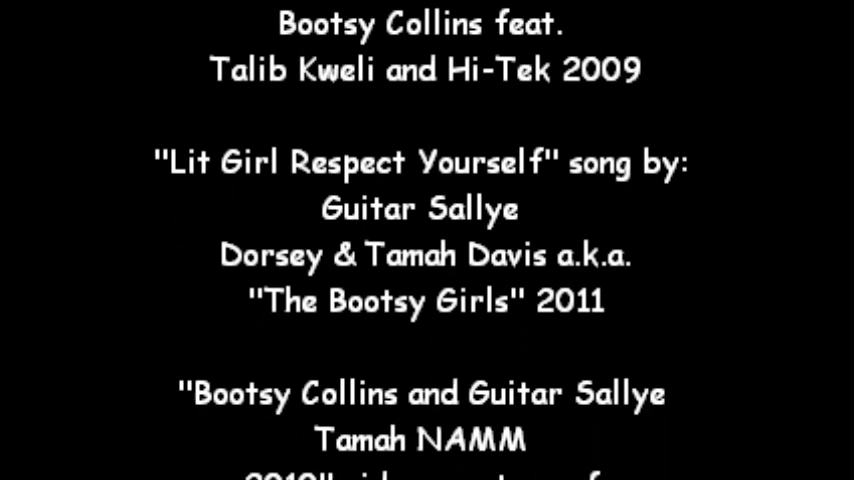 Bootsy Collins feat.
Talib Kweli and Hi-Tek 2009
"Lit Girl Respect Yourself" song by:
Guitar Sallye
Dorsey & Tamah Davis a.k.a.
"The Bootsy Girls" 2011
"Bootsy Collins and Guitar Sallye
Tamah NAMM